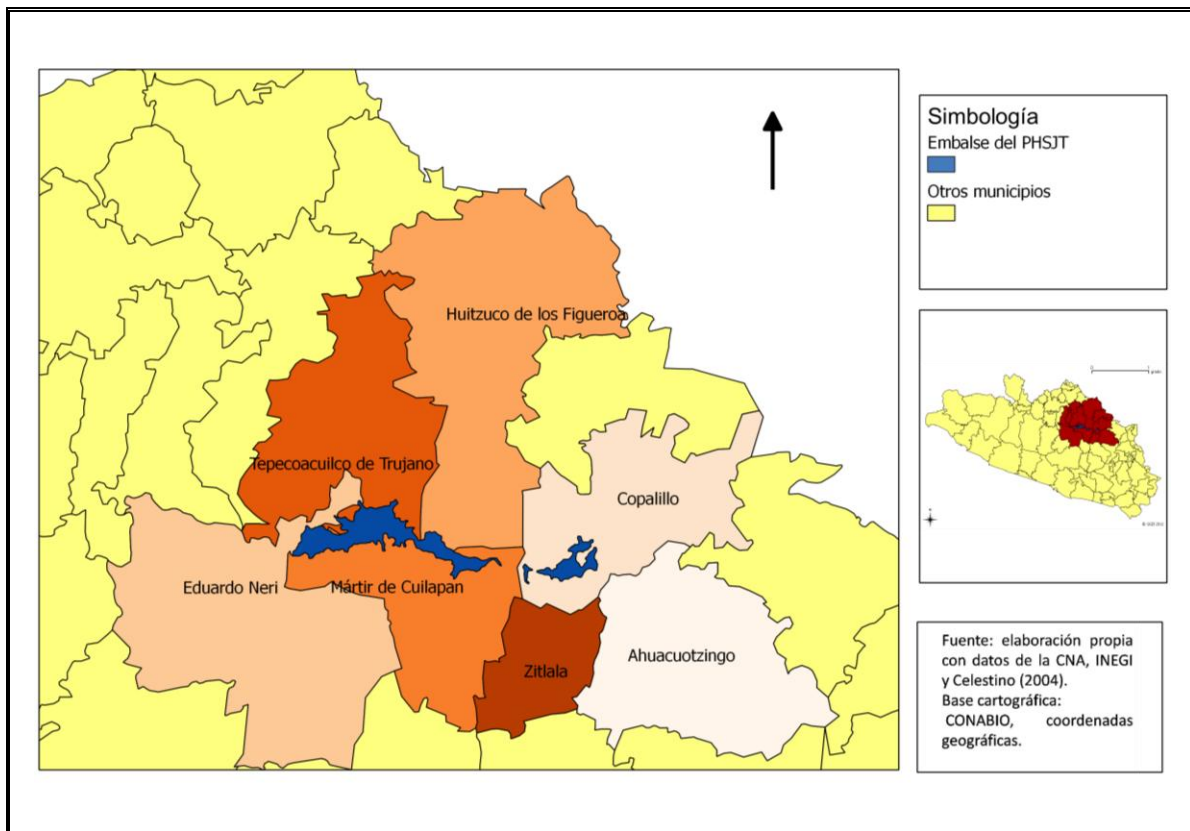 Simbología
Embalse del PHSJT
Otros municipios
Huitzuco de los Figueroa
Tepecoacuilco de Trujano
Copalillo
Eduardo Neri
Mártir de Cuilapan
Zitlala
Ahuacuotzingo
Fuente: elaboración propia
con datos de la CNA, INEGI
y Celestino (2004).
Base cartográfica:
CONABIO, coordenadas
geográficas.